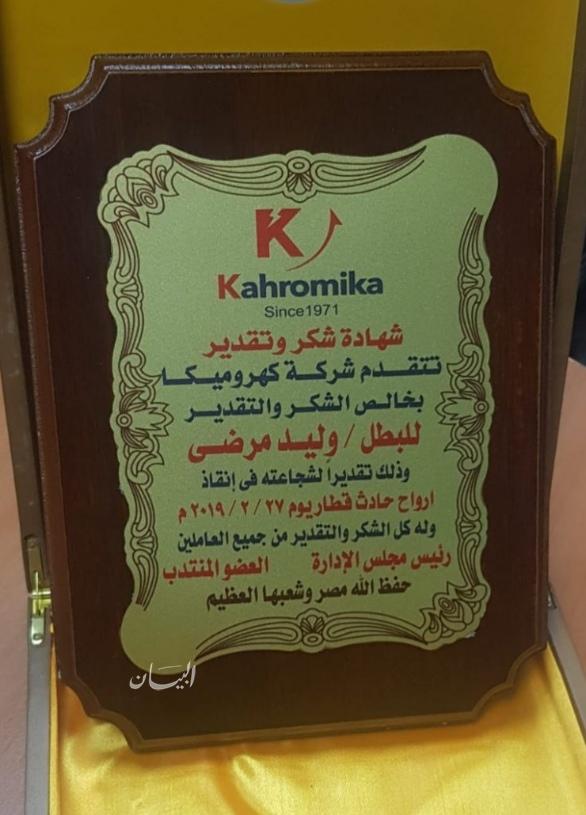 Kahromika
Since1971
شهادة شكر وتقدير
تتقدم شركة كهروميكا
بخالص الشكر والتقدير
للبطل / وليد مرضى
وذلك تقديراً لشجاعته فى إنقاذ
ارواح حادث قطار يوم ٢٧ / ٢ / ٢٠١٩ م
وله كل الشكر والتقدير من جميع العاملين
رئيس مجلس الإدارة العضو المنتدب
حفظ الله مصر وشعبها العظيم
البيان